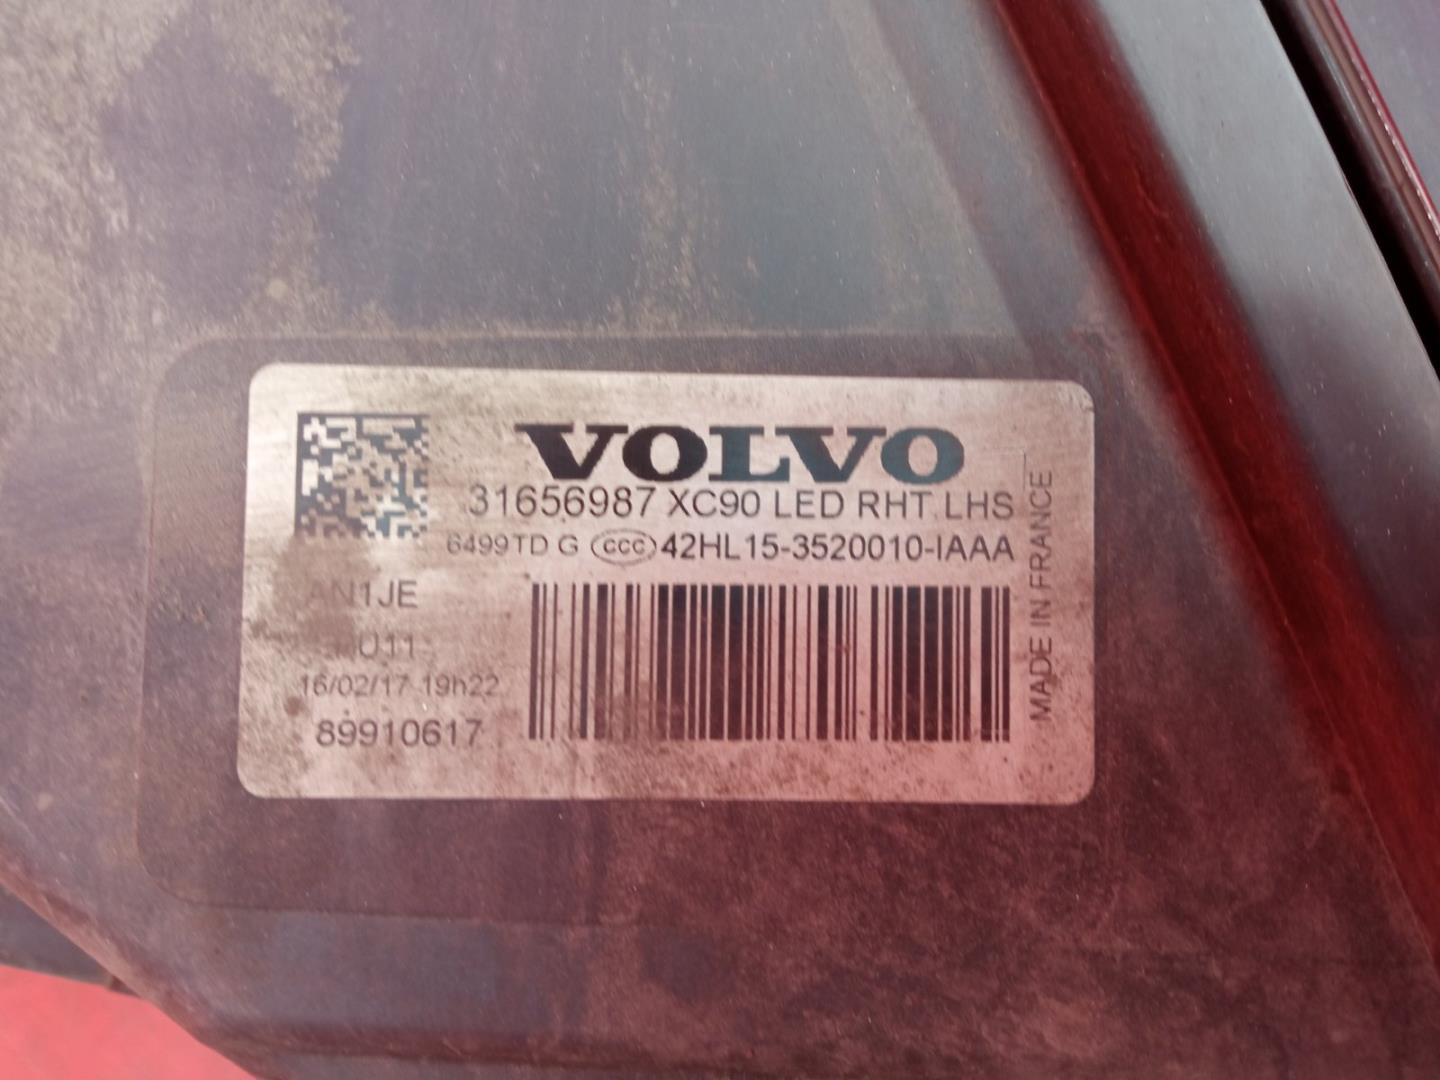 VOLVO
31656987 XC90 LED RHT LHS
6499TD G CCC 42HL15-3520010-IAAA
AN1JE
16/02/17 19h22
89910617
MADE IN FRANCE